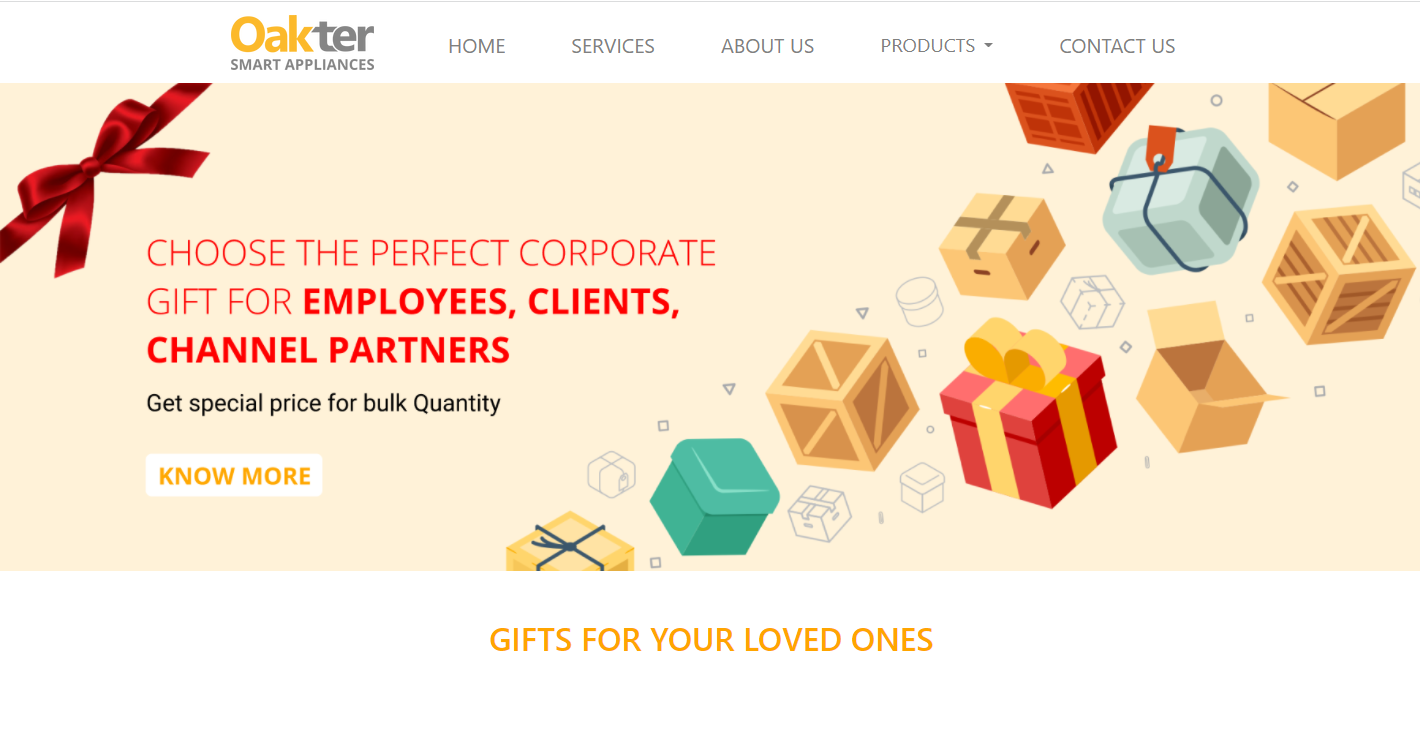 Oakter
SMART APPLIANCES
HOME
SERVICES
ABOUT US
PRODUCTS
CONTACT US
CHOOSE THE PERFECT CORPORATE
GIFT FOR EMPLOYEES, CLIENTS,
CHANNEL PARTNERS
Get special price for bulk Quantity
KNOW MORE
GIFTS FOR YOUR LOVED ONES